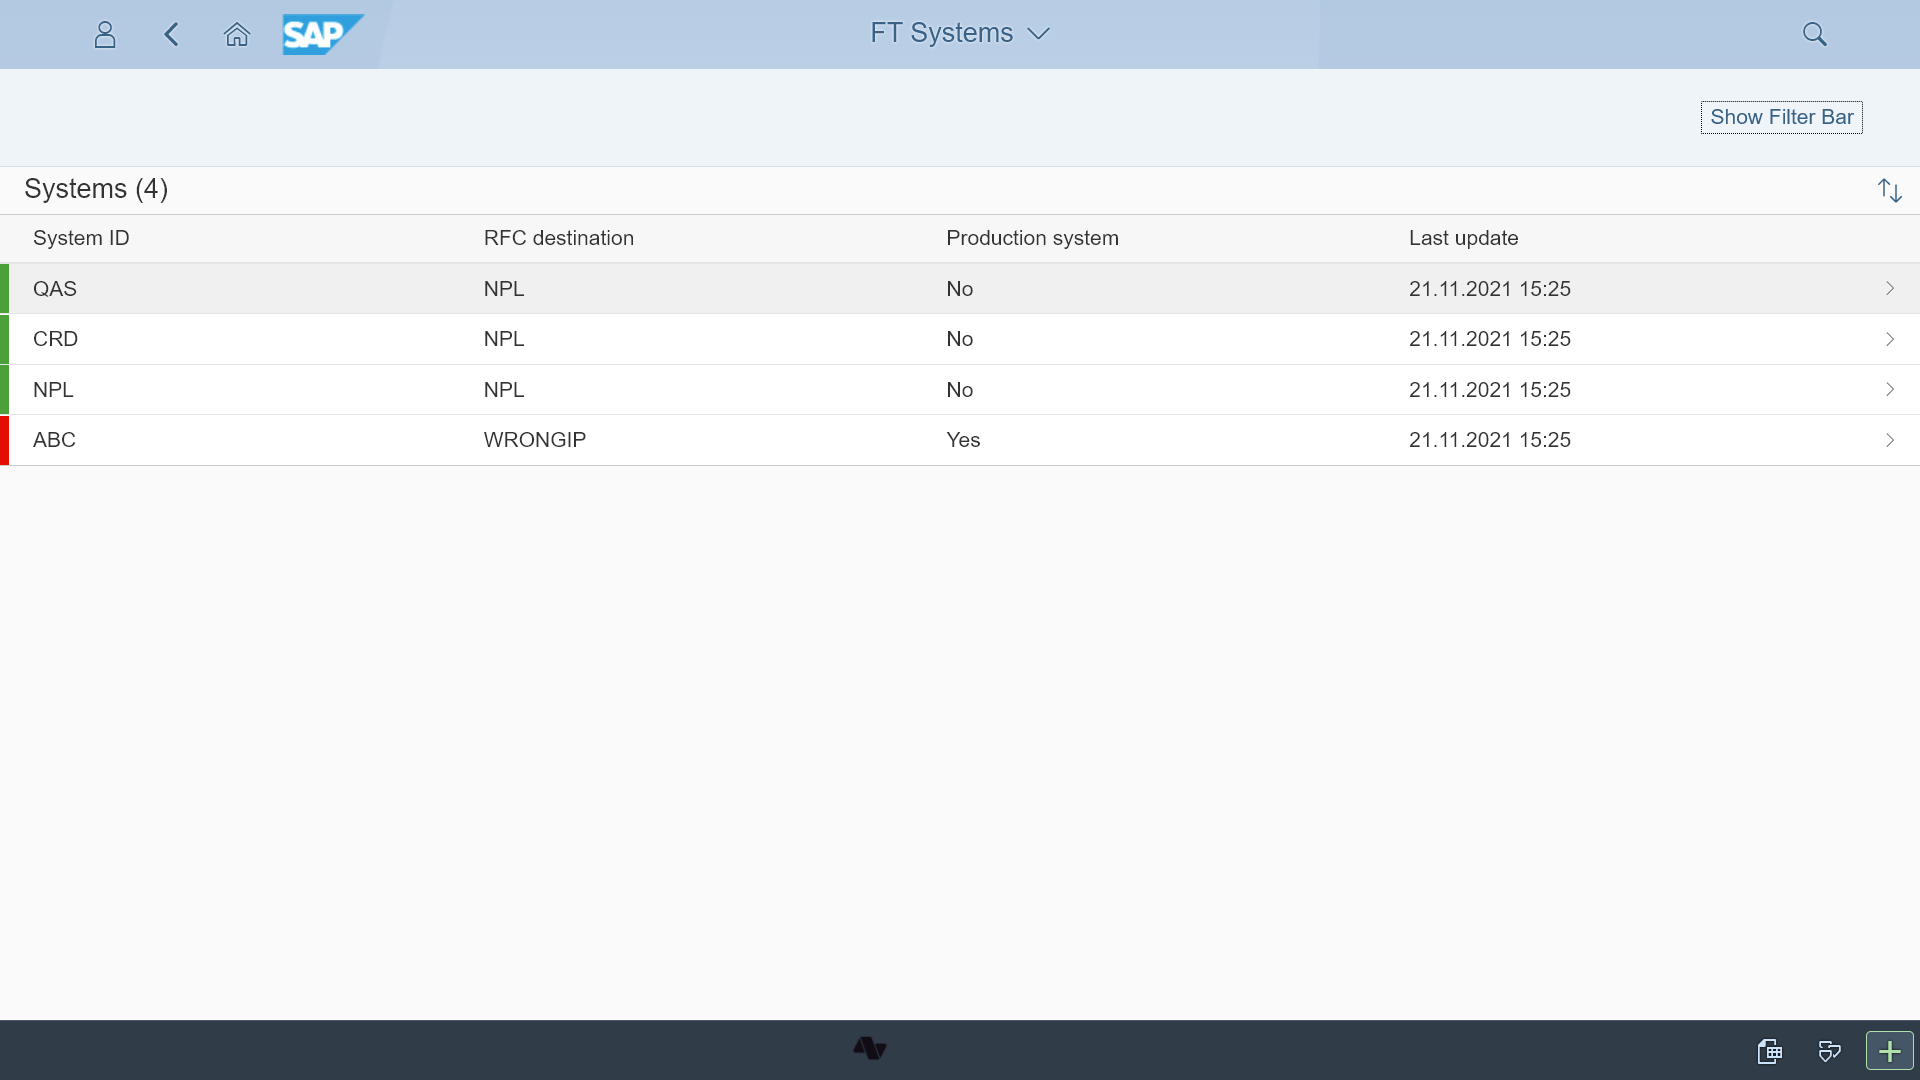 SAP
FT Systems
Show Filter Bar
Systems (4)
System ID RFC destination Production system Last update
QAS NPL No 21.11.2021 15:25
CRD NPL No 21.11.2021 15:25
NPL NPL No 21.11.2021 15:25
ABC WRONGIP Yes 21.11.2021 15:25